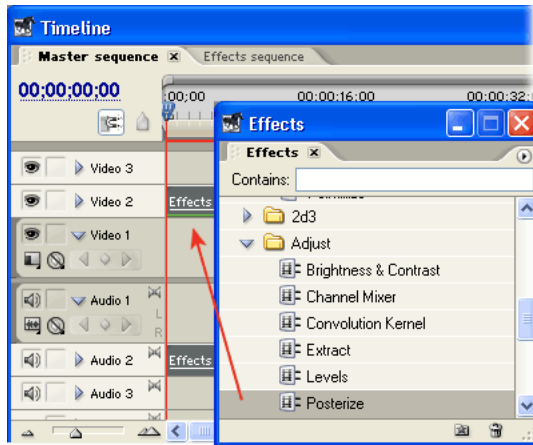 Timeline
Master sequence Effects sequence
00;00;00;00
:00;00 00:00:16:00 00:00:32:
Effects
Effects
Contains:
Video 3
Video 2 Effects
Video 1
Audio 1
L
R
Audio 2 Effects
Audio 3
2d3
Adjust
Brightness & Contrast
Channel Mixer
Convolution Kernel
Extract
Levels
Posterize